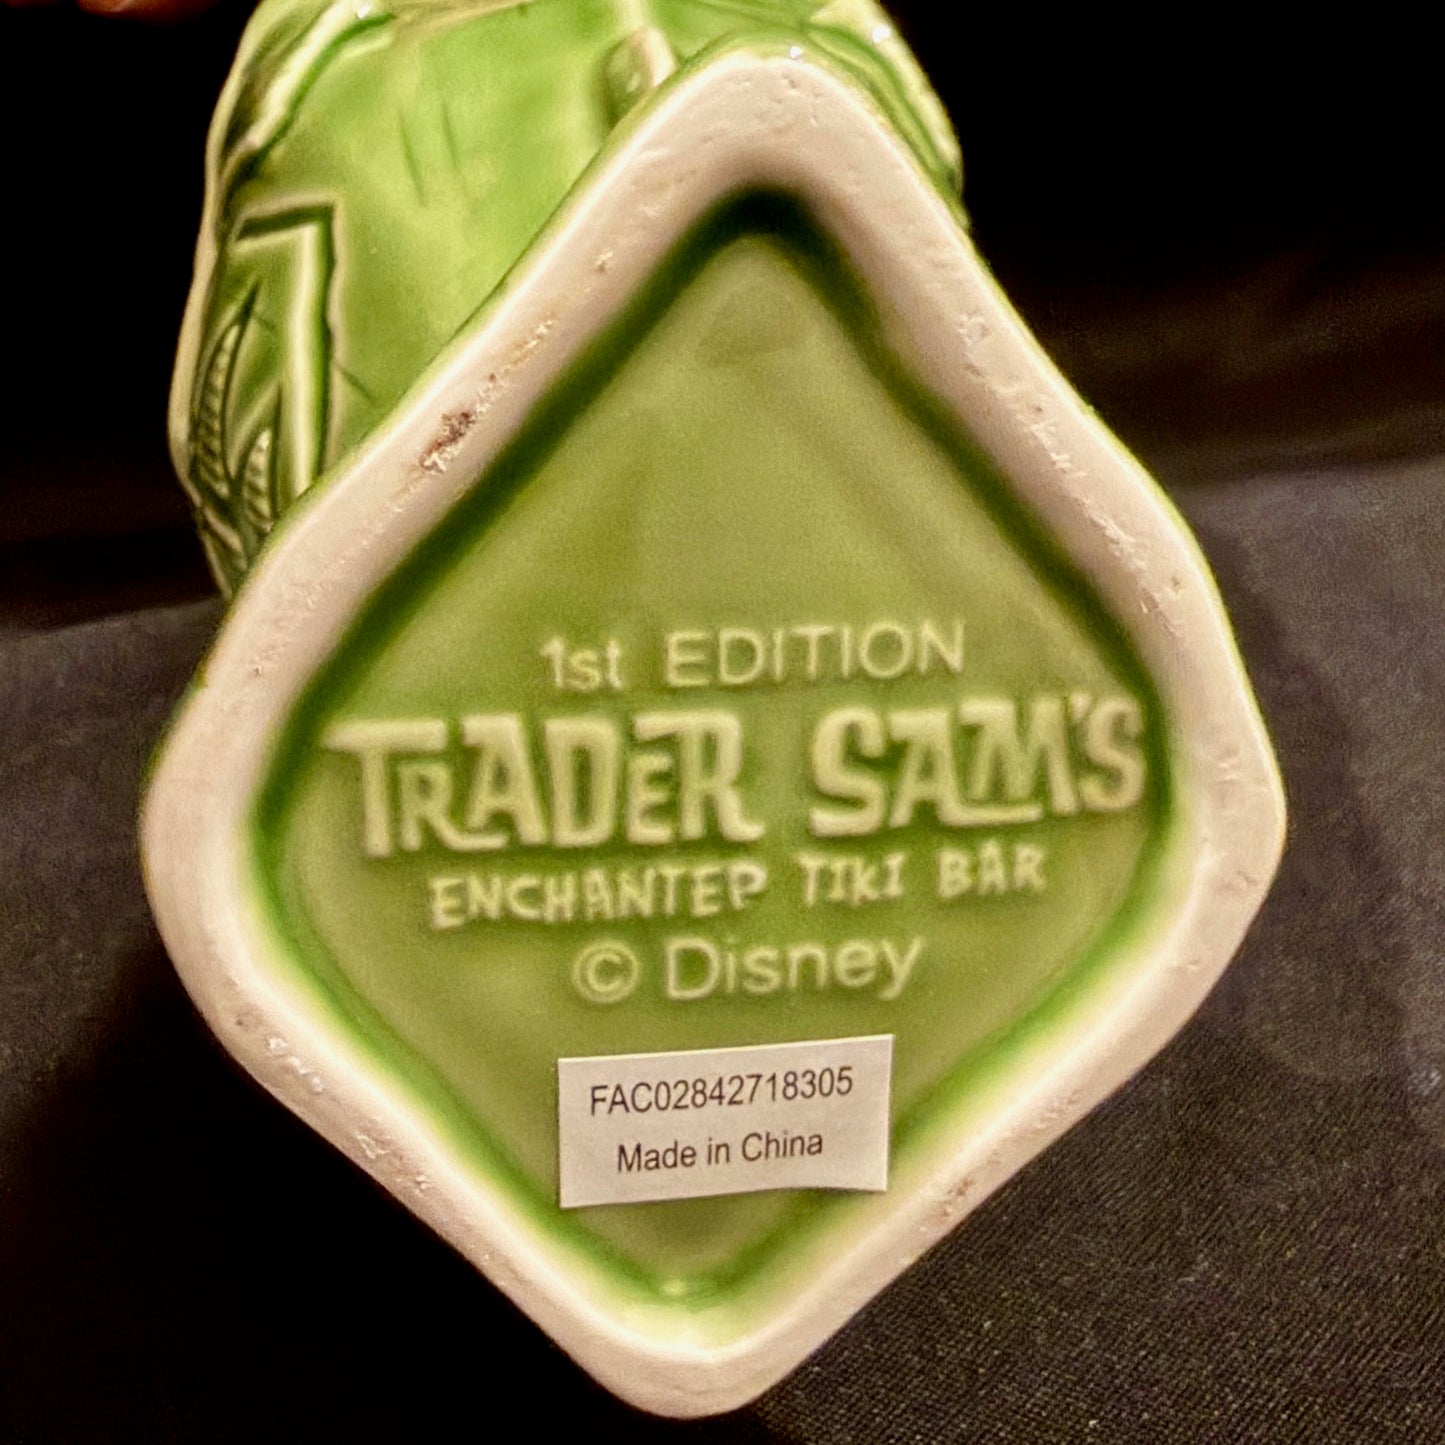 1st EDITION
TRADER SAM'S
ENCHANTED TIKI BAR
© Disney
FAC02842718305
Made in China